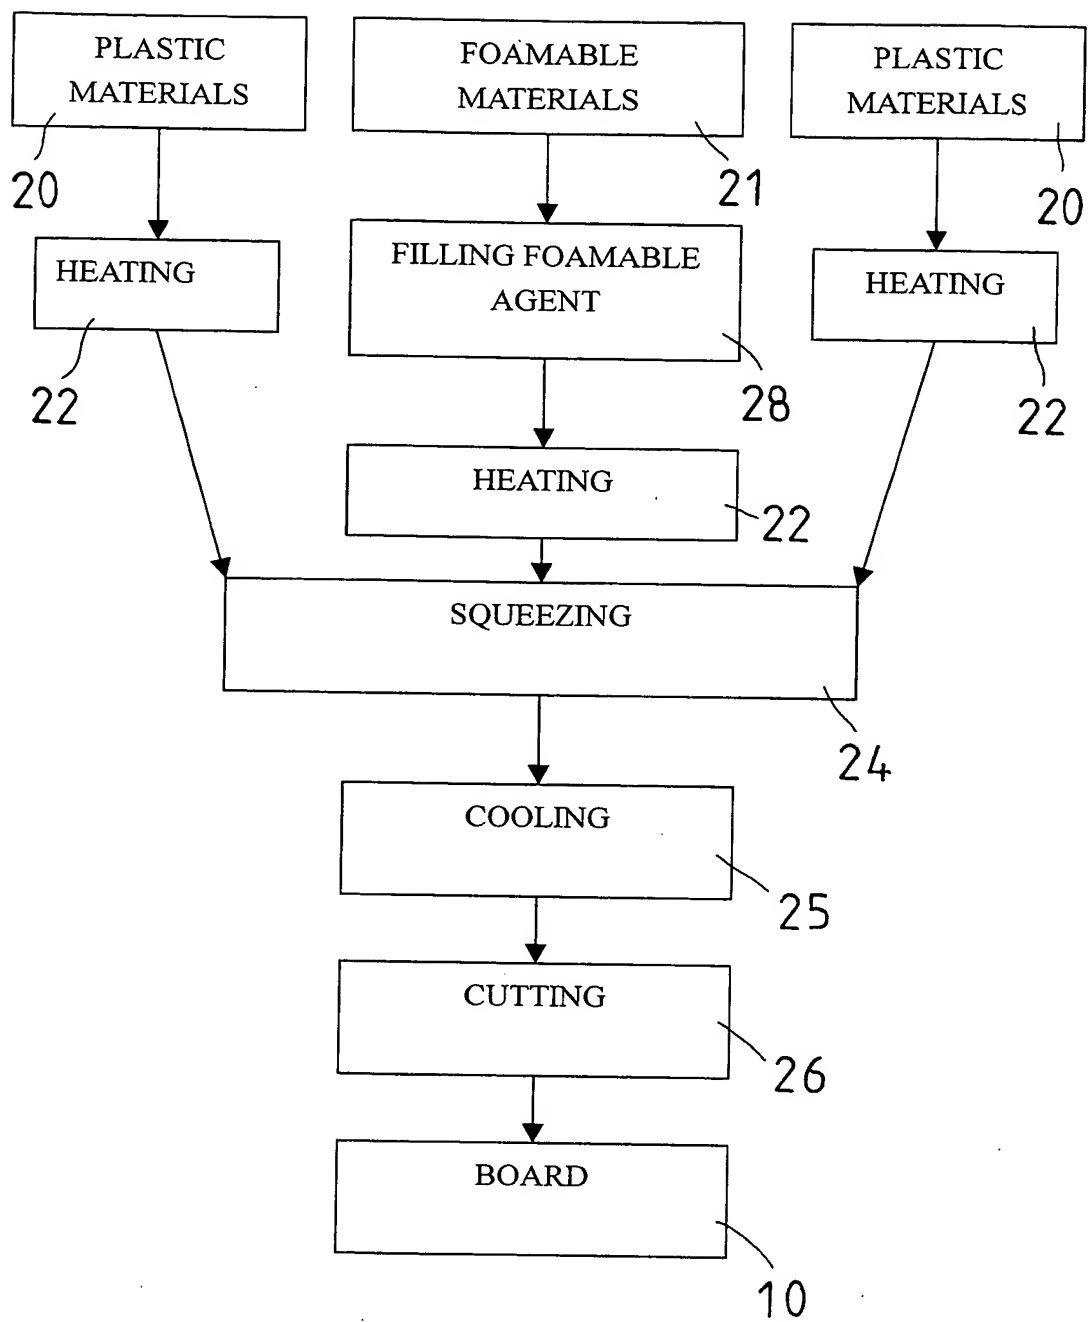 PLASTIC
MATERIALS
20
FOAMABLE
MATERIALS
21
PLASTIC
MATERIALS
20
HEATING
22
FILLING FOAMABLE
AGENT
28
HEATING
22
HEATING
22
SQUEEZING
24
COOLING
25
CUTTING
26
BOARD
10